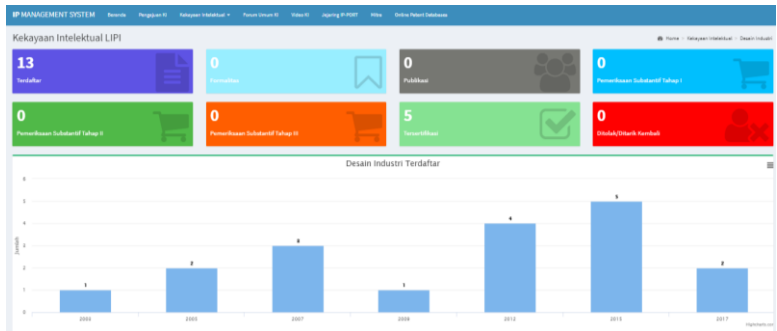 IP MANAGEMENT SYSTEM Beranda Pengajuan KI Kekayaan Intelektual Forum Umum KI Video KI Jejaring IP-PORT Mitra Online Patent Databases
Kekayaan Intelektual LIPI
Home > Kekayaan Intelektual > Desain Industri
13
Terdaftar
0
Formalitas
0
Publikasi
0
Pemeriksaan Substantif Tahap I
0
Pemeriksaan Substantif Tahap II
0
Pemeriksaan Substantif Tahap III
5
Tersertifikasi
0
Ditolak/Ditarik Kembali
Desain Industri Terdaftar
Jumlah
6
5
4
3
2
1
0
1
2
3
1
4
5
2
2005
2007
2009
2012
2015
2017
Highcharts.com